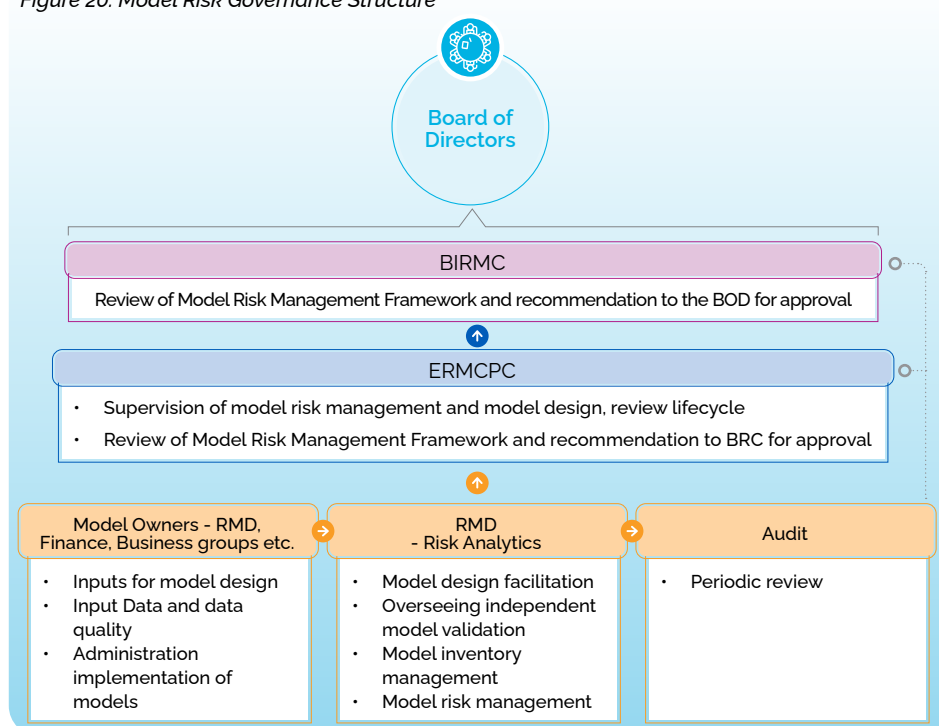 Figure 20: Model Risk Governance Structure
Board of
Directors
BIRMC
Review of Model Risk Management Framework and recommendation to the BOD for approval
ERMCPC
• Supervision of model risk management and model design, review lifecycle
• Review of Model Risk Management Framework and recommendation to BRC for approval
Model Owners - RMD,
Finance, Business groups etc.
• Inputs for model design
• Input Data and data
quality
• Administration
implementation of
models
RMD
- Risk Analytics
• Model design facilitation
• Overseeing independent
model validation
• Model inventory
management
• Model risk management
Audit
• Periodic review